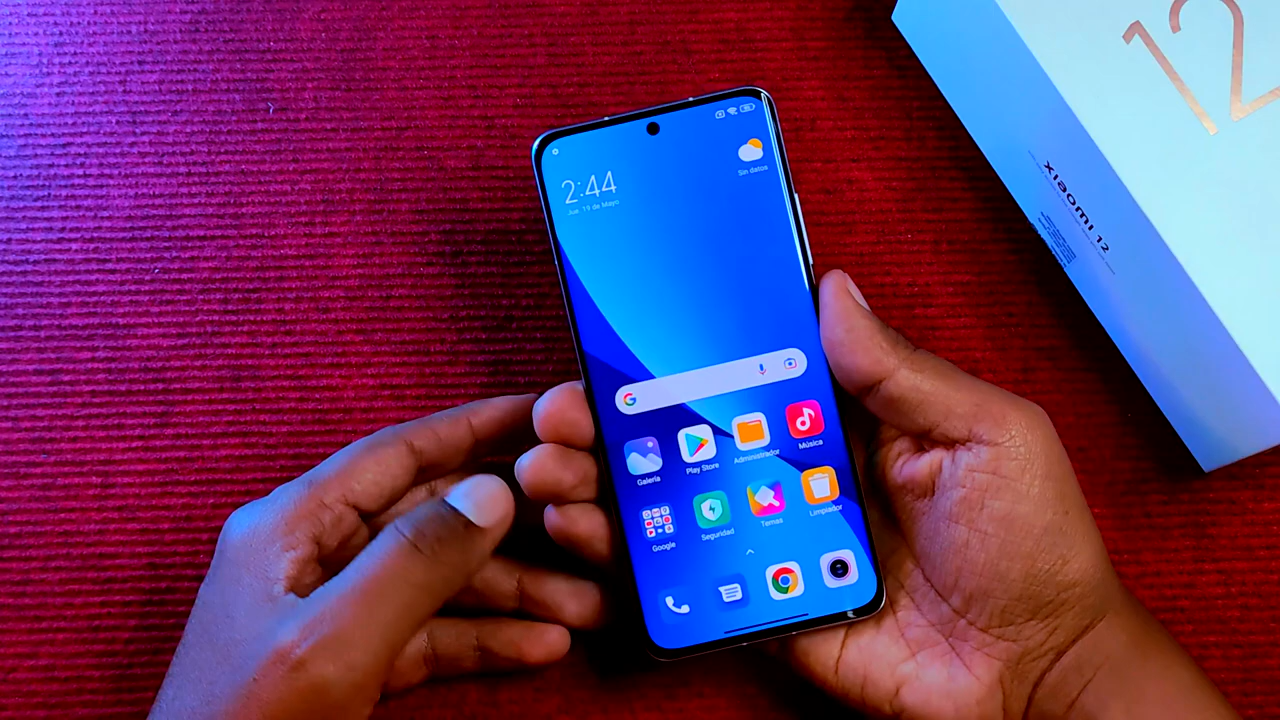 12
Xiaomi 12
2:44
Jue. 19 de Mayo
Sin datos
G
Galería
Play Store
Administrador
Música
Google
Seguridad
Temas
Limpiador